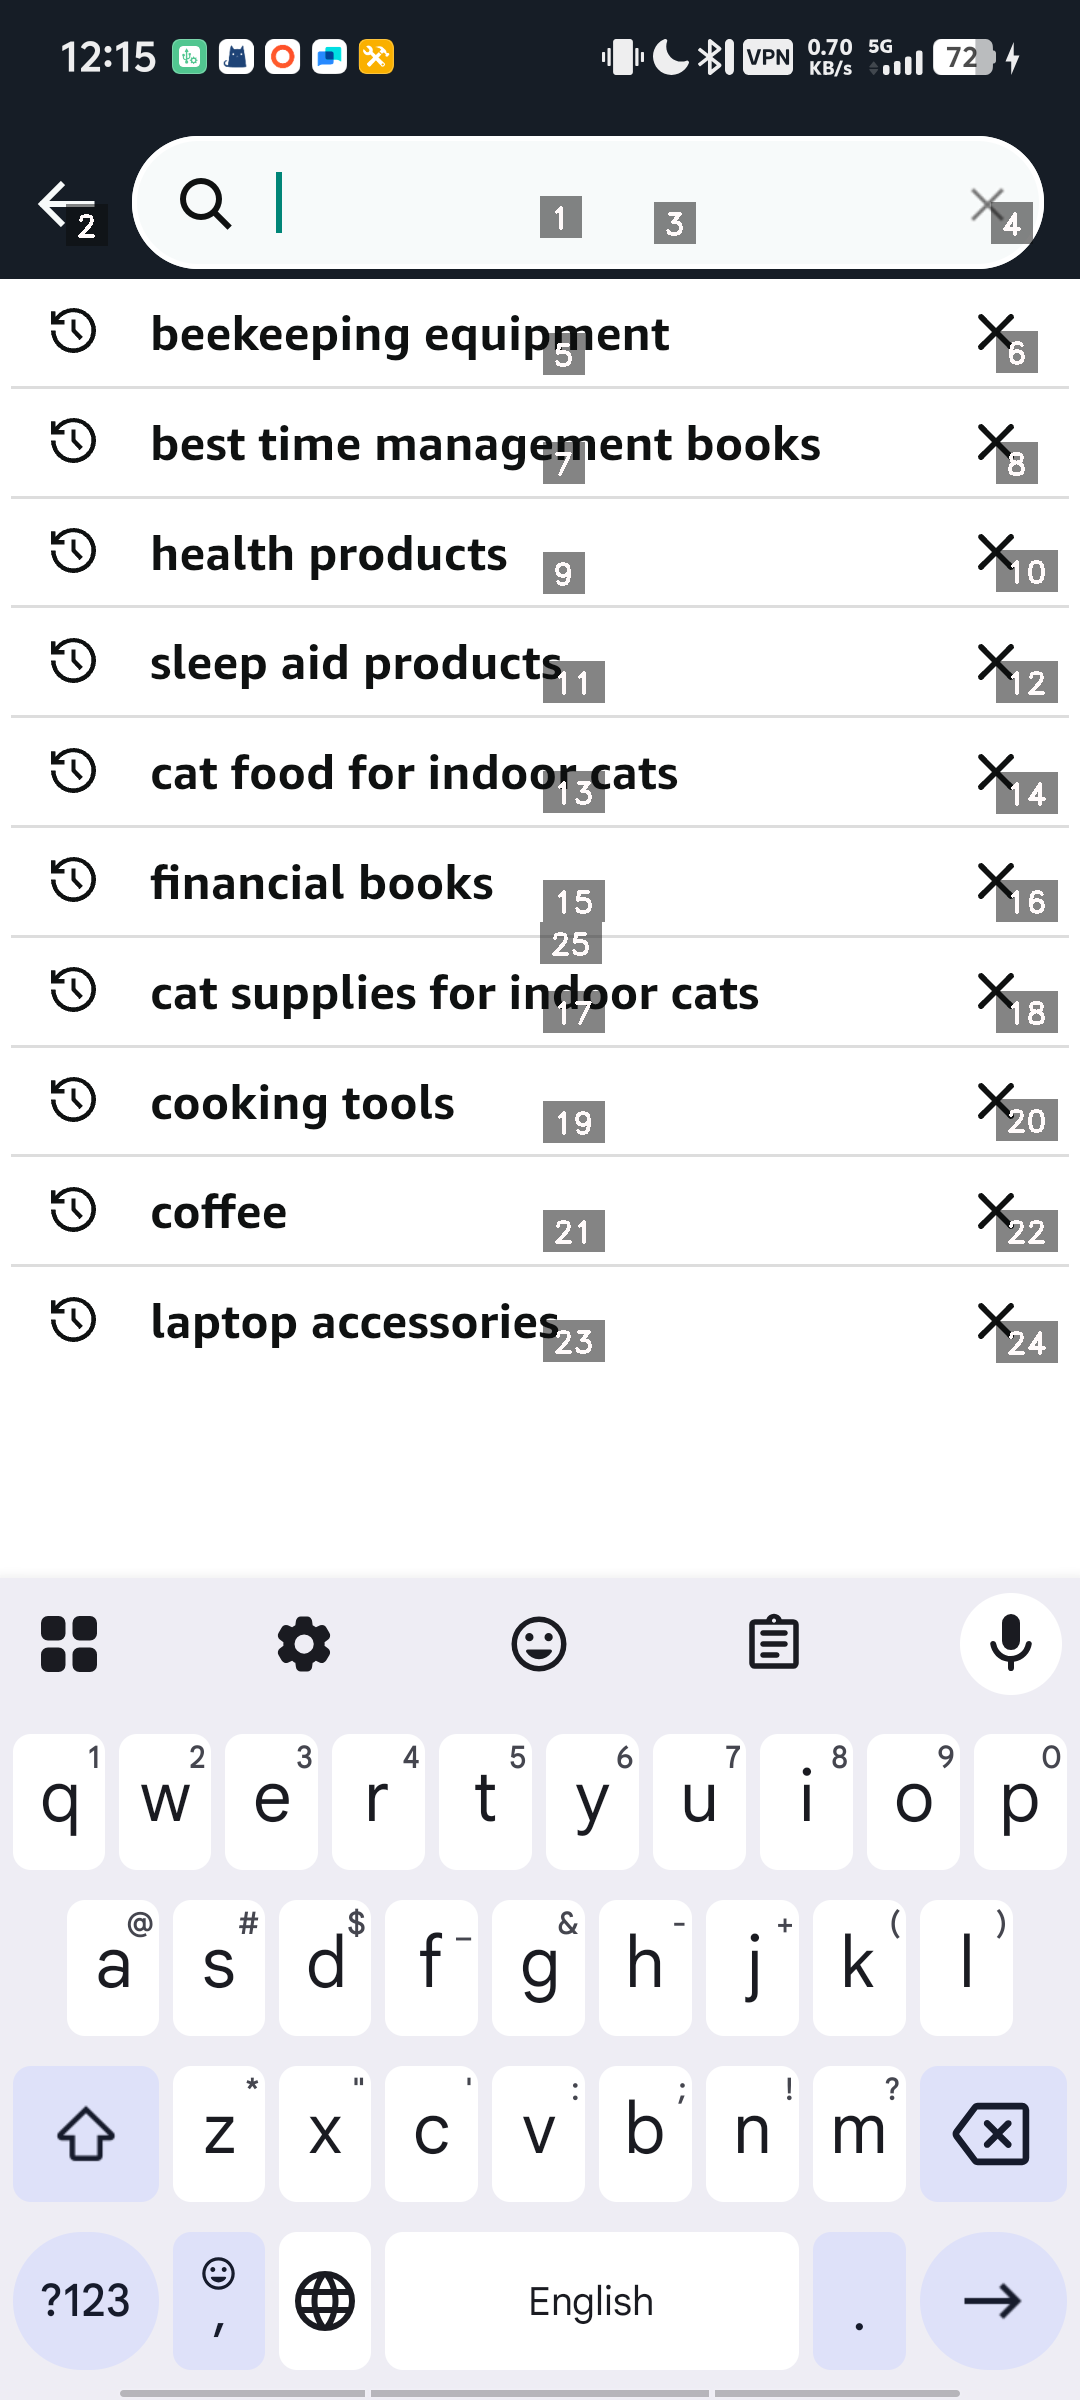 12:15 VPN 0.70 KB/s 5G 72
2 1 3 4
beekeeping equipment 5 6
best time management books 7 8
health products 9 10
sleep aid products 11 12
cat food for indoor cats 13 14
financial books 15 16
25
cat supplies for indoor cats 17 18
cooking tools 19 20
coffee 21 22
laptop accessories 23 24
1 2 3 4 5 6 7 8 9 0
q w e r t y u i o p
@ # $ _ & - + ( )
a s d f g h j k l
* " ' : ; ! ?
z x c v b n m
?123 , English .